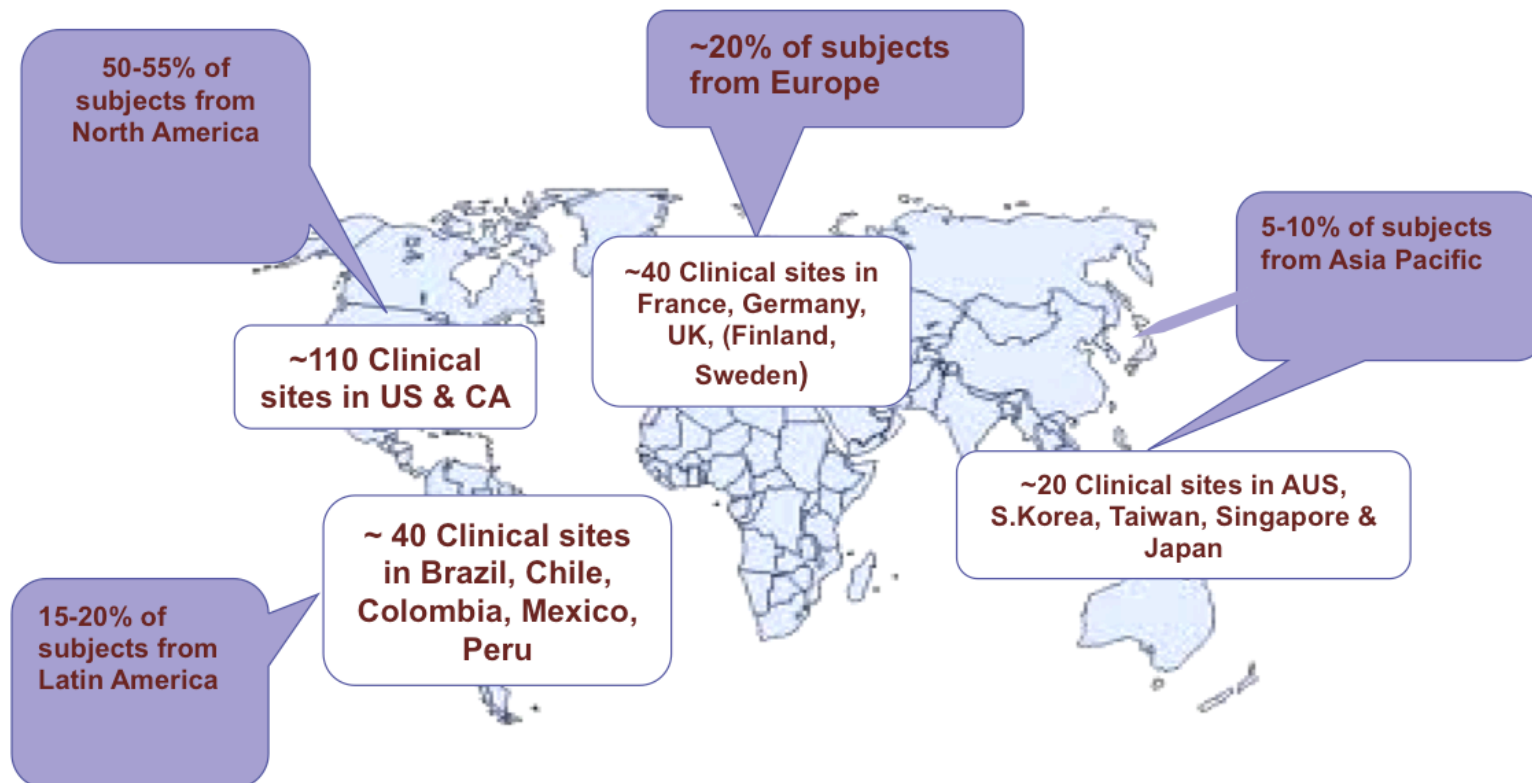 50-55% of
subjects from
North America
~20% of subjects
from Europe
5-10% of subjects
from Asia Pacific
~40 Clinical sites in
France, Germany,
UK, (Finland,
Sweden)
~110 Clinical
sites in US & CA
~20 Clinical sites in AUS,
S.Korea, Taiwan, Singapore &
Japan
~ 40 Clinical sites
in Brazil, Chile,
Colombia, Mexico,
Peru
15-20% of
subjects from
Latin America